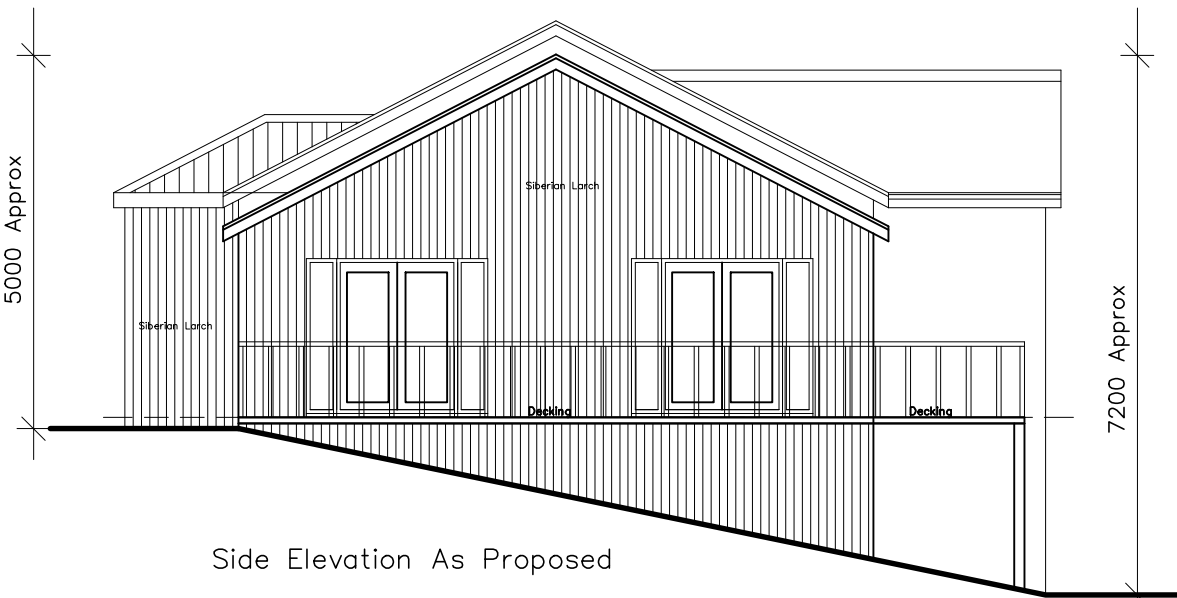 5000 Approx
Siberian Larch
Siberian Larch
7200 Approx
Decking
Decking
Side Elevation As Proposed